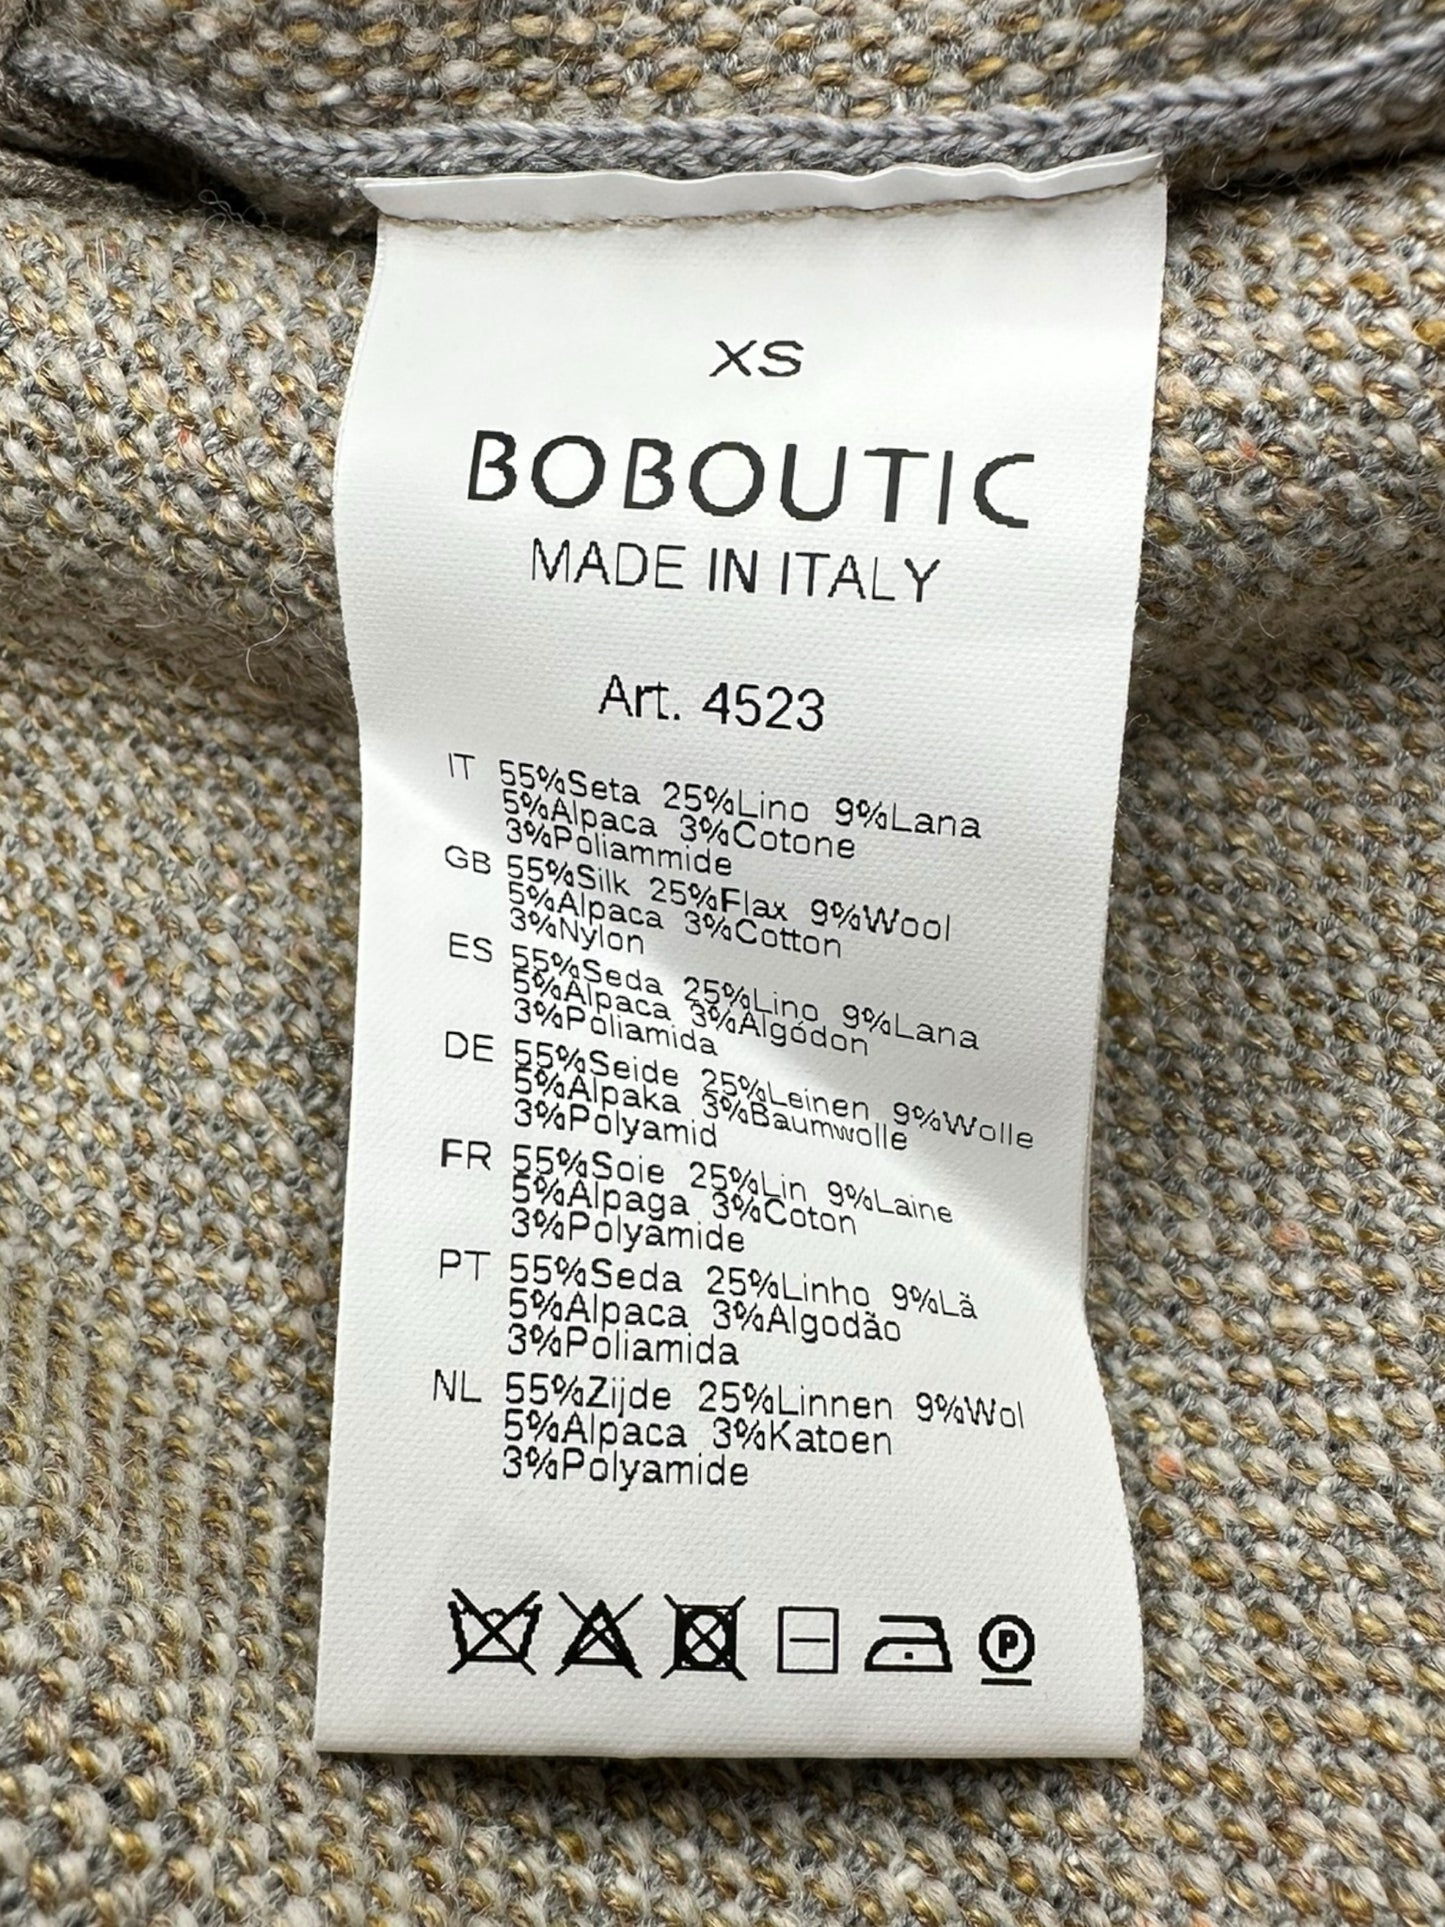 XS
BOBOUTIC
MADE IN ITALY
Art. 4523
IT 55%Seta 25%Lino 9%Lana
5%Alpaca 3%Cotone
3%Poliammide
GB 55%Silk 25%Flax 9%Wool
5%Alpaca 3%Cotton
3%Nylon
ES 55%Seda 25%Lino 9%Lana
5%Alpaca 3%Algódon
3%Poliamida
DE 55%Seide 25%Leinen 9%Wolle
5%Alpaka 3%Baumwolle
3%Polyamid
FR 55%Soie 25%Lin 9%Laine
5%Alpaga 3%Coton
3%Polyamide
PT 55%Seda 25%Linho 9%Lä
5%Alpaca 3%Algodão
3%Poliamida
NL 55%Zijde 25%Linnen 9%Wol
5%Alpaca 3%Katoen
3%Polyamide
P